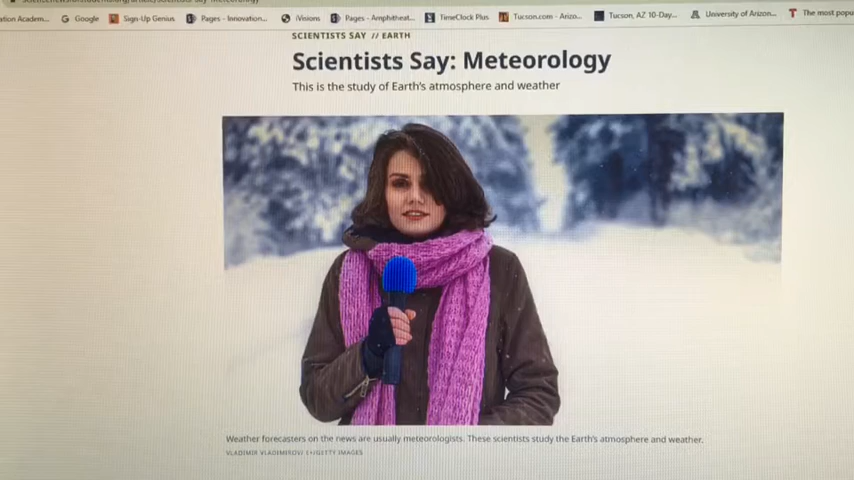 ation Academ... Google Sign-Up Genius Pages - Innovation... iVisions Pages - Amphitheat... TimeClock Plus Tucson.com - Arizo... Tucson, AZ 10-Day... University of Arizon... The most popu
SCIENTISTS SAY // EARTH
Scientists Say: Meteorology
This is the study of Earth's atmosphere and weather
Weather forecasters on the news are usually meteorologists. These scientists study the Earth's atmosphere and weather.
VLADIMIR VLADIMIROV/ E+/GETTY IMAGES